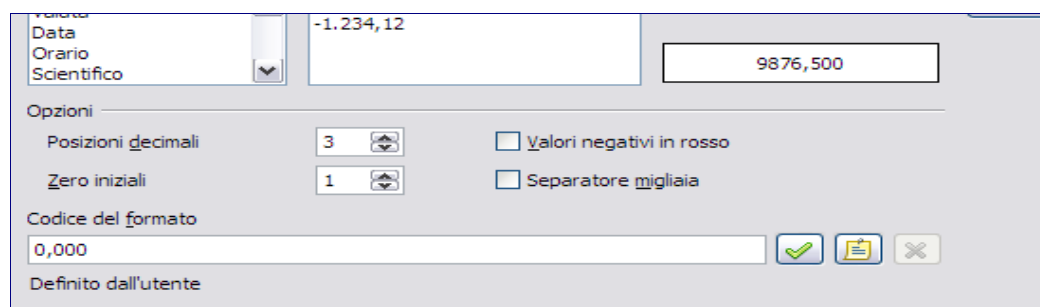 Valuta
Data
Orario
Scientifico
-1.234,12
9876,500
Opzioni
Posizioni decimali
3
Valori negativi in rosso
Zero iniziali
1
Separatore migliaia
Codice del formato
0,000
Definito dall'utente